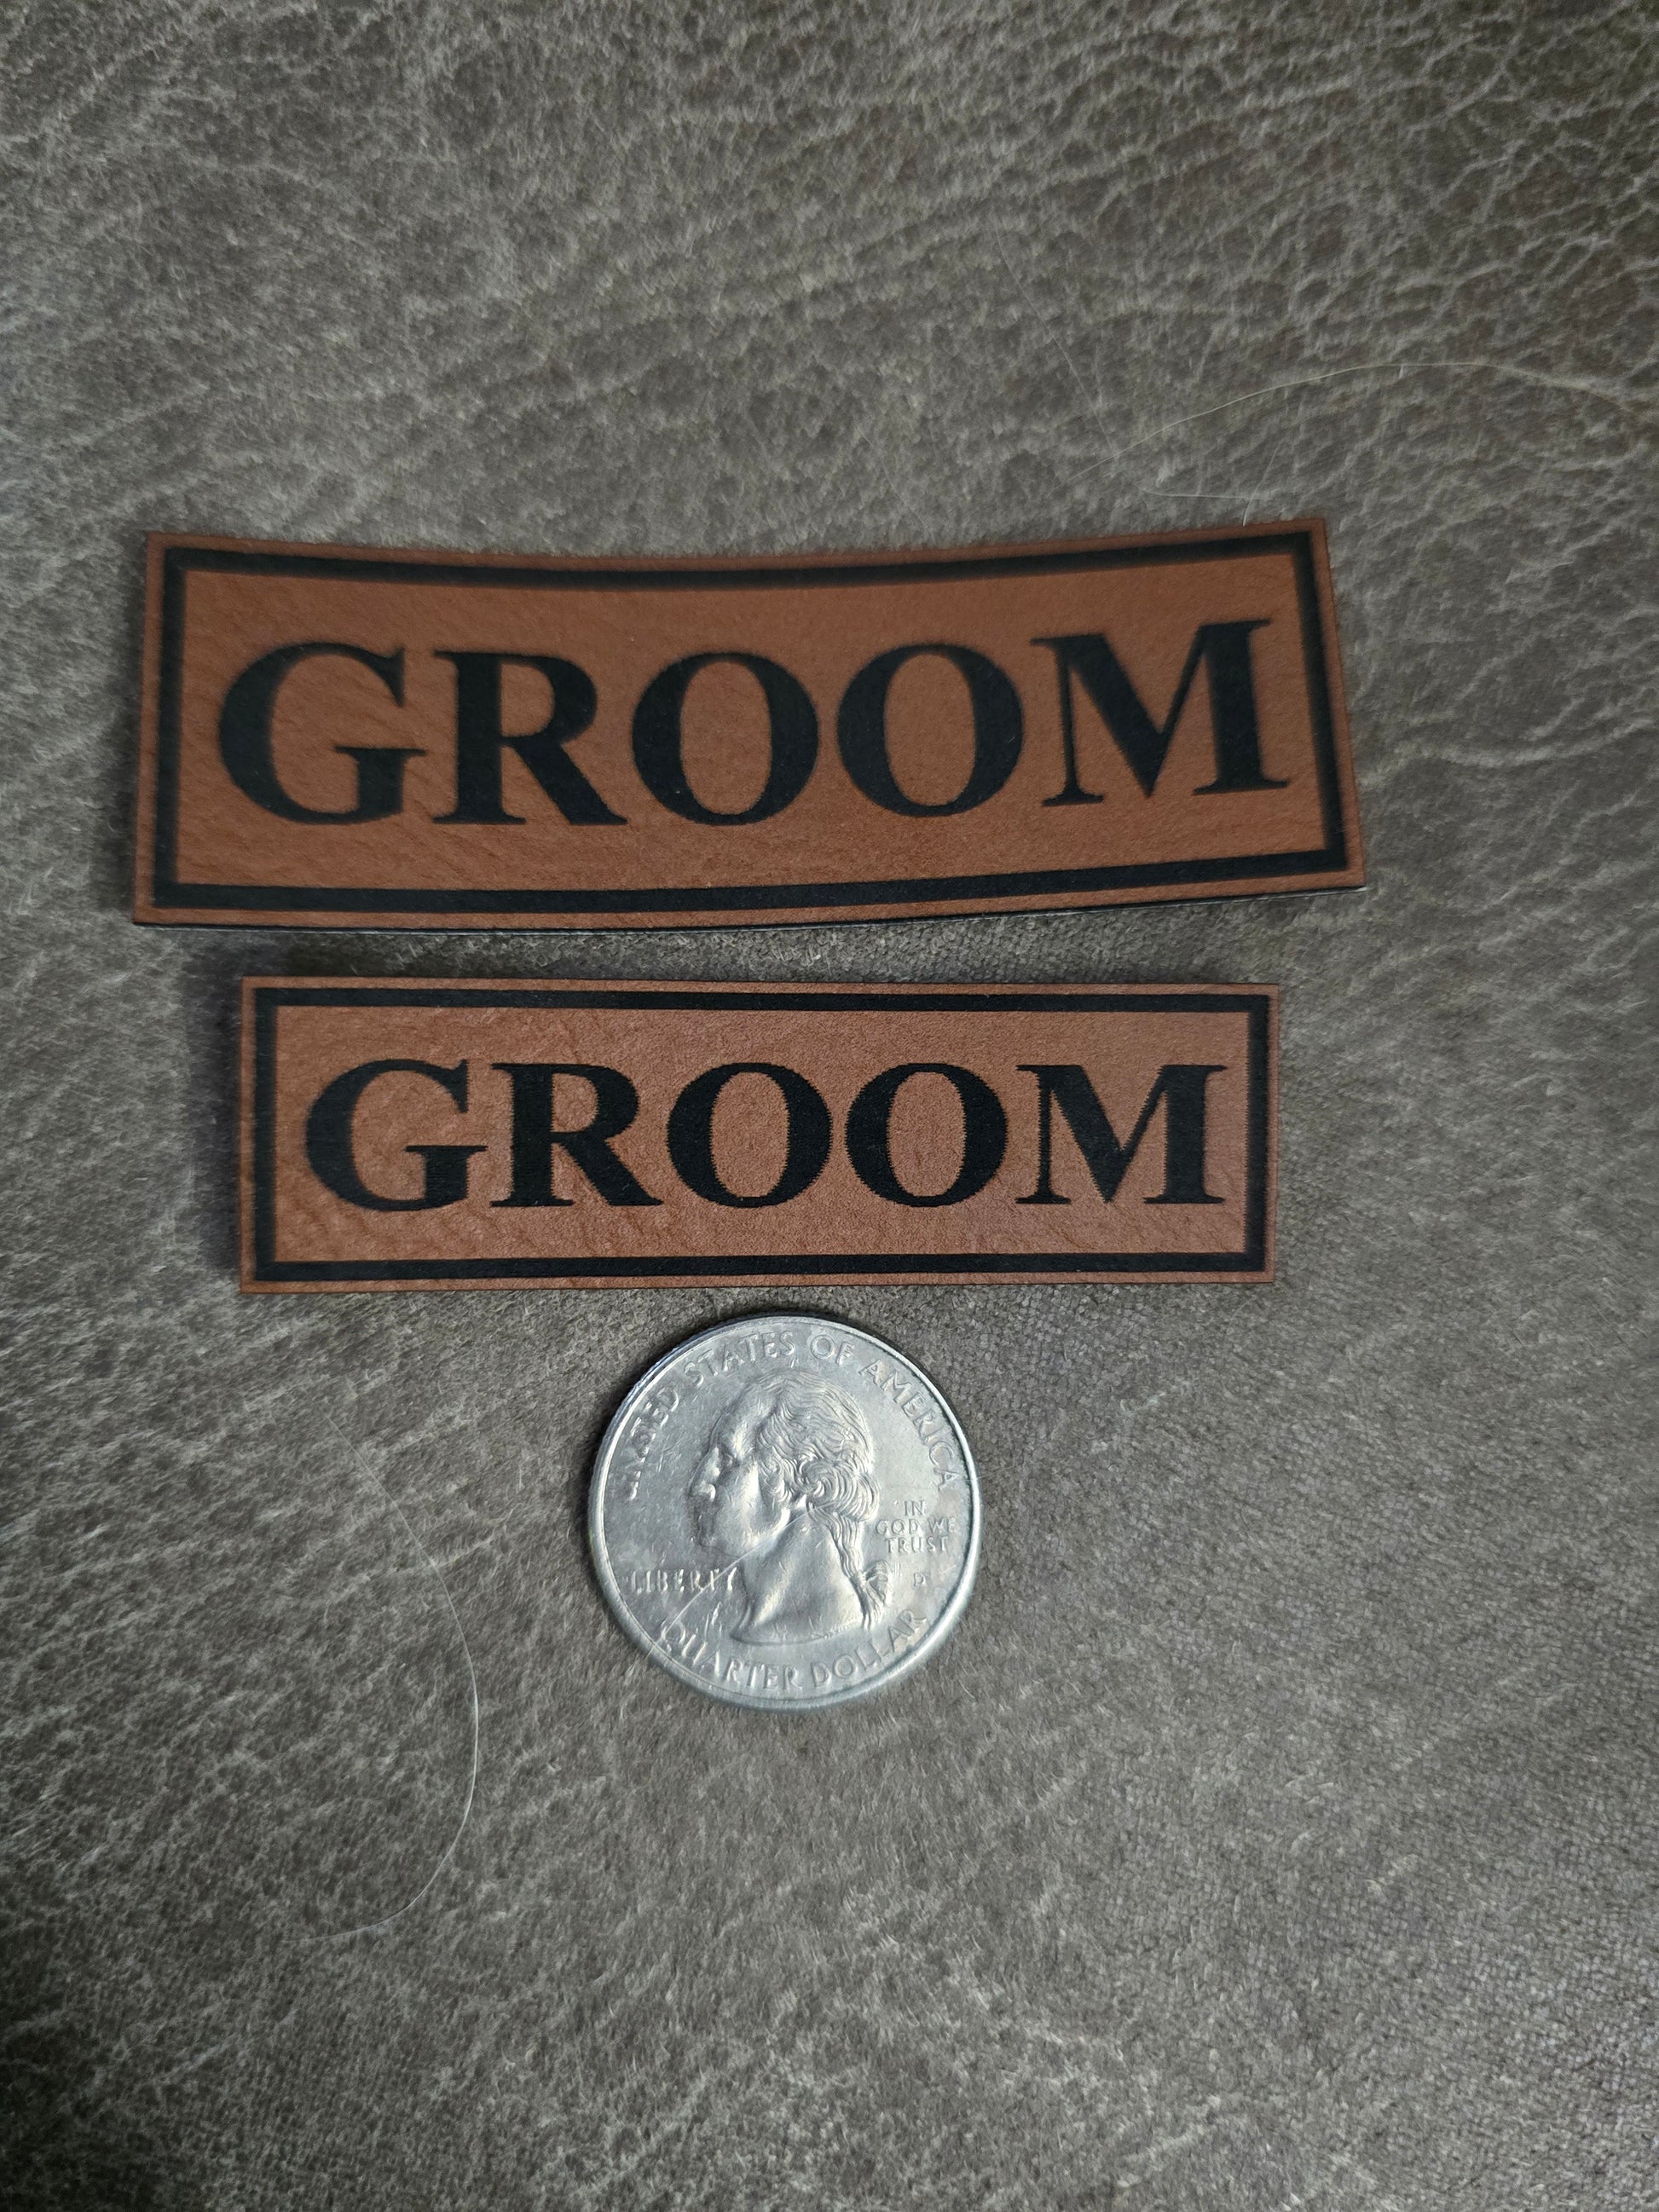 GROOM
GROOM
UNITED STATES OF AMERICA
IN
GOD WE
TRUST
LIBERTY
D
QUARTER DOLLAR